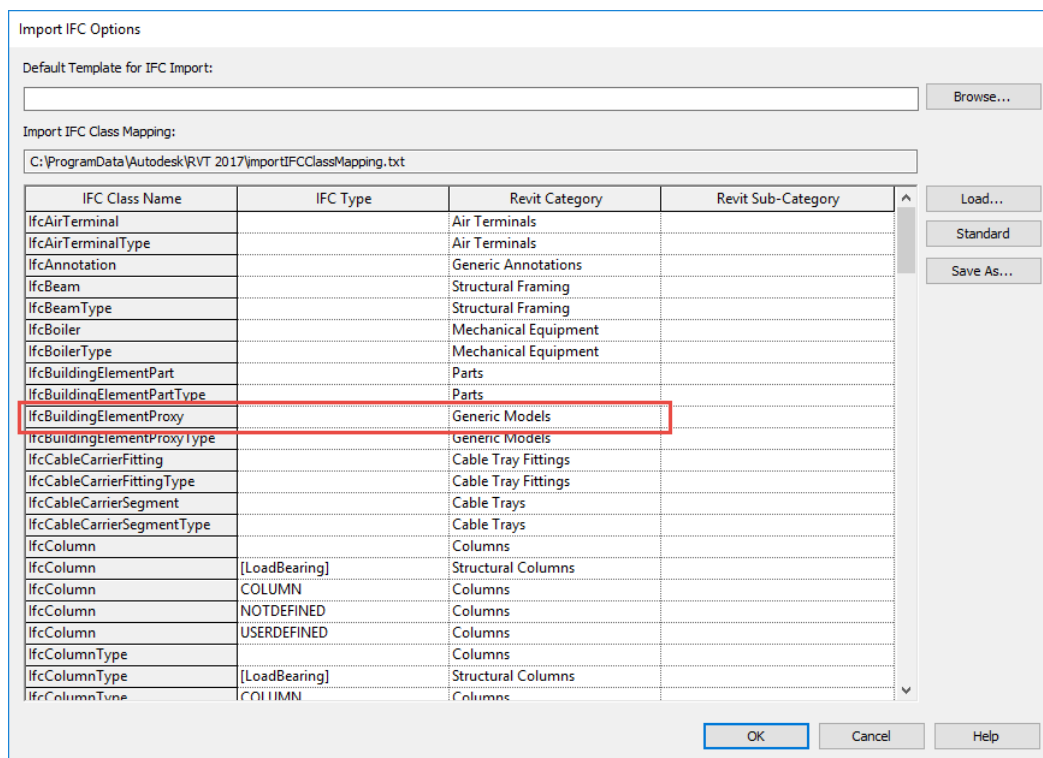 Import IFC Options
Default Template for IFC Import:
Browse...
Import IFC Class Mapping:
C:\ProgramData\Autodesk\RVT 2017\importIFCClassMapping.txt
IFC Class Name IFC Type Revit Category Revit Sub-Category
Load...
Standard
Save As...
IfcAirTerminal Air Terminals
IfcAirTerminalType Air Terminals
IfcAnnotation Generic Annotations
IfcBeam Structural Framing
IfcBeamType Structural Framing
IfcBoiler Mechanical Equipment
IfcBoilerType Mechanical Equipment
IfcBuildingElementPart Parts
IfcBuildingElementPartType Parts
IfcBuildingElementProxy Generic Models
IfcBuildingElementProxyType Generic Models
IfcCableCarrierFitting Cable Tray Fittings
IfcCableCarrierFittingType Cable Tray Fittings
IfcCableCarrierSegment Cable Trays
IfcCableCarrierSegmentType Cable Trays
IfcColumn Columns
IfcColumn [LoadBearing] Structural Columns
IfcColumn COLUMN Columns
IfcColumn NOTDEFINED Columns
IfcColumn USERDEFINED Columns
IfcColumnType Columns
IfcColumnType [LoadBearing] Structural Columns
IfcColumnType COLUMN Columns
OK Cancel Help